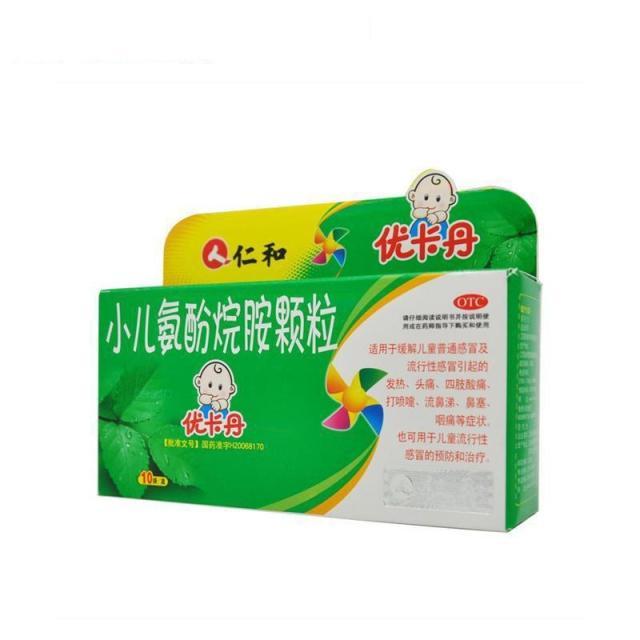 仁和
优卡丹
小儿氨酚烷胺颗粒
OTC
请仔细阅读说明书并按说明使
用或在药师指导下购买和使用
适用于缓解儿童普通感冒及
流行性感冒引起的
发热、头痛、四肢酸痛、
打喷嚏、流鼻涕、鼻塞、
咽痛等症状。
也可用于儿童流行性
感冒的预防和治疗。
优卡丹
【批准文号】国药准字H20068170
10袋/盒